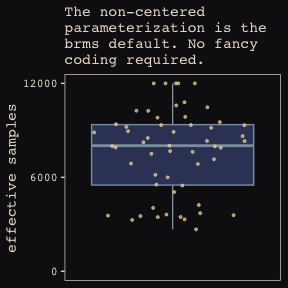 The non-centered
parameterization is the
brms default. No fancy
coding required.
12000
6000
0
effective samples